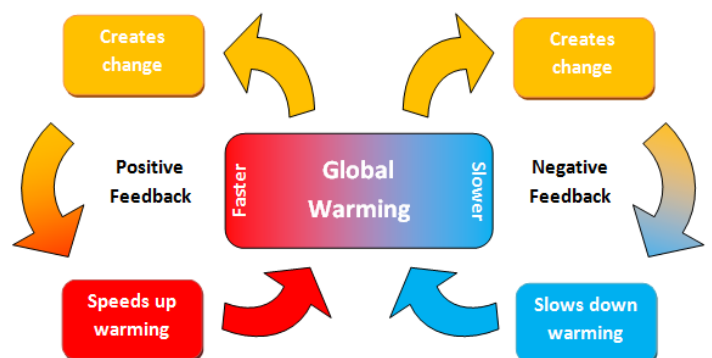 Creates
change
Creates
change
Positive
Feedback
Faster
Global
Warming
Slower
Negative
Feedback
Speeds up
warming
Slows down
warming